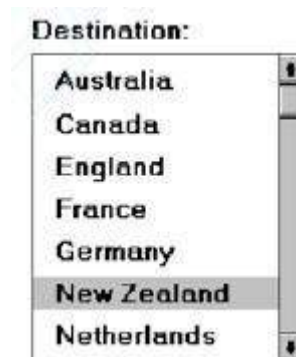 Destination:
Australia
Canada
England
France
Germany
New Zealand
Netherlands